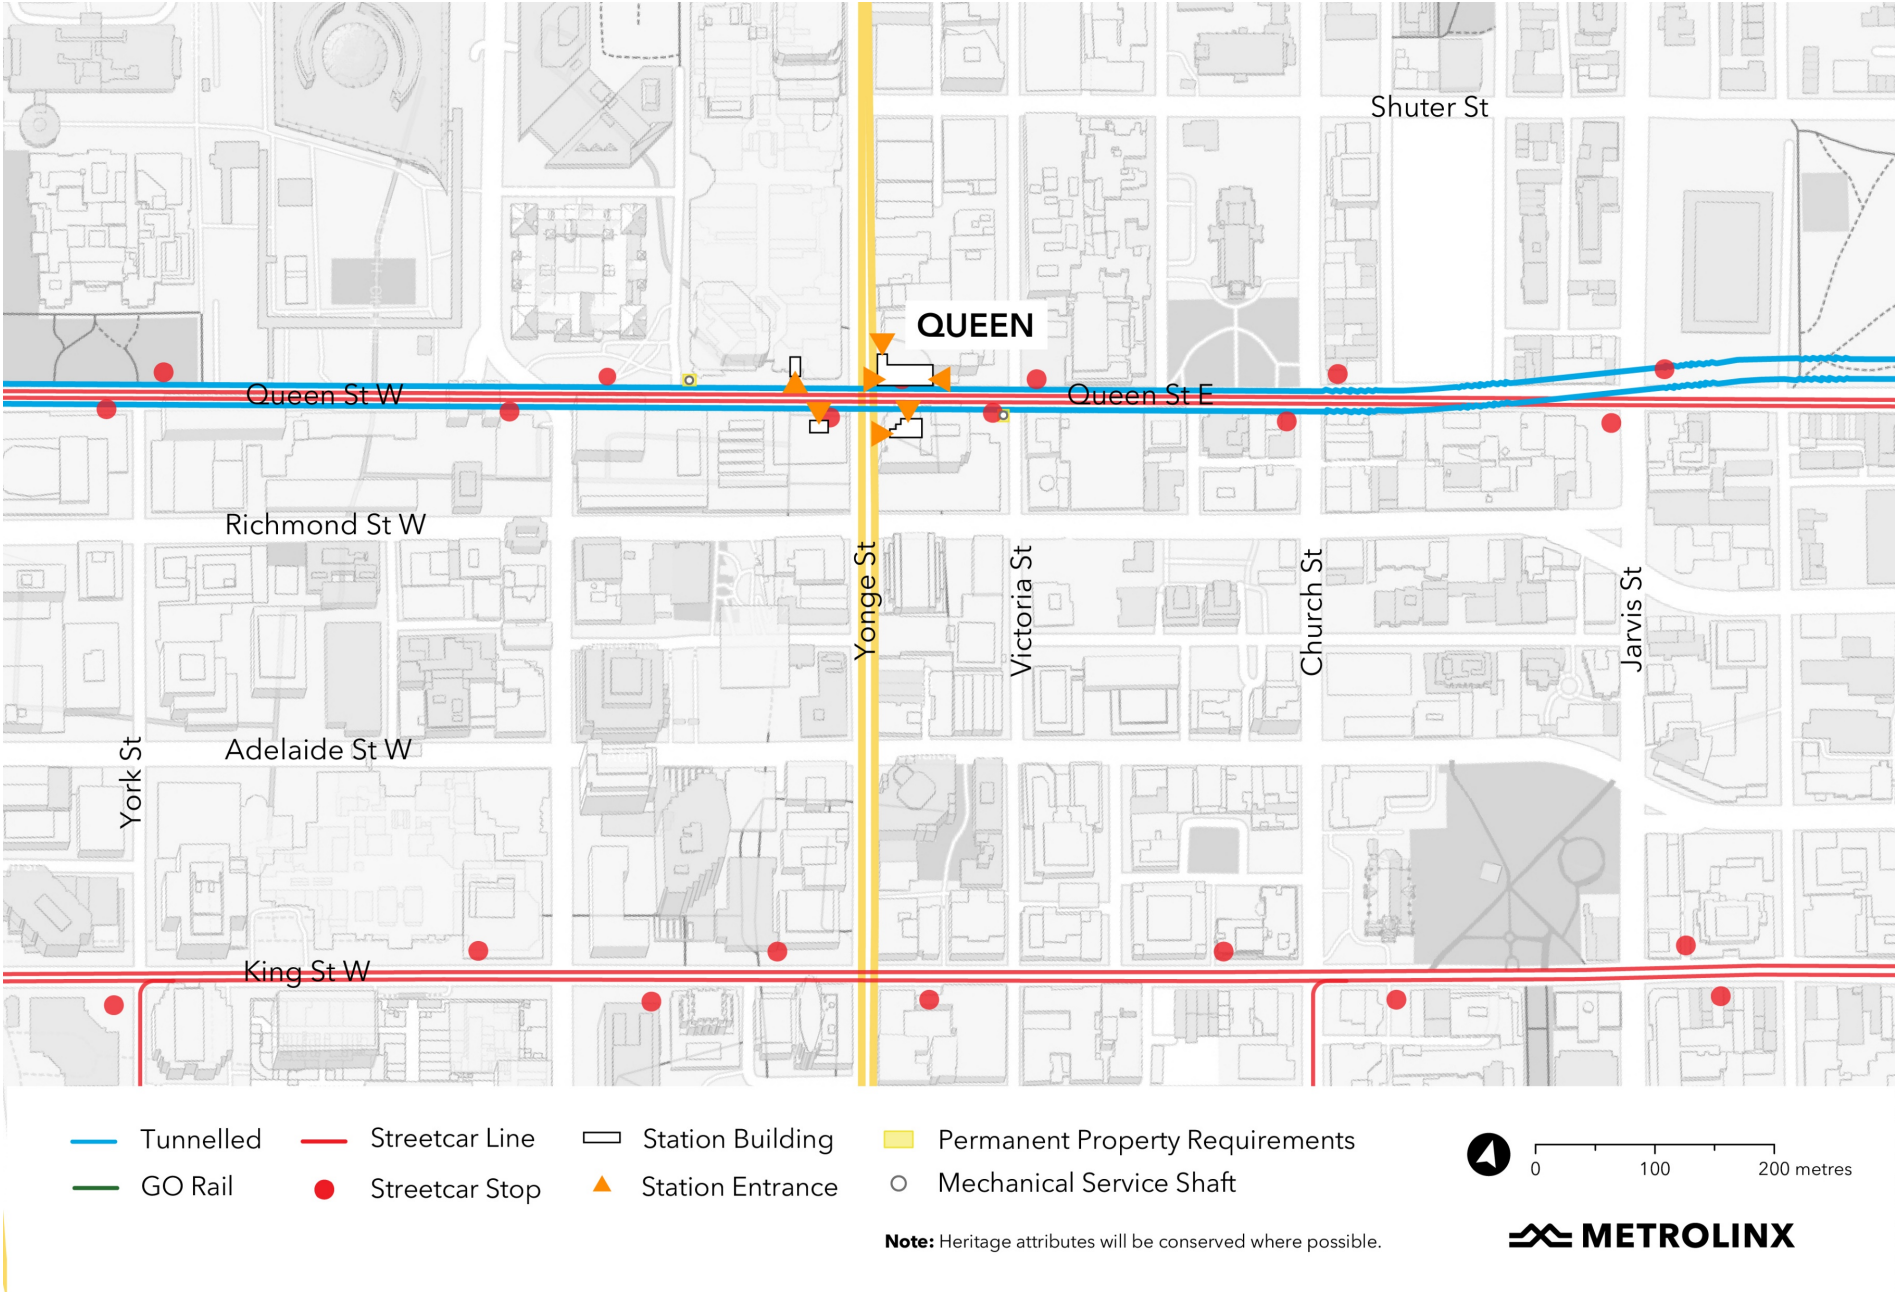 Shuter St
QUEEN
Queen St W
Queen St E
Richmond St W
Yonge St
Victoria St
Church St
Jarvis St
York St
Adelaide St W
King St W
Tunnelled
Streetcar Line
Station Building
Permanent Property Requirements
GO Rail
Streetcar Stop
Station Entrance
Mechanical Service Shaft
0 100 200 metres
Note: Heritage attributes will be conserved where possible.
METROLINX